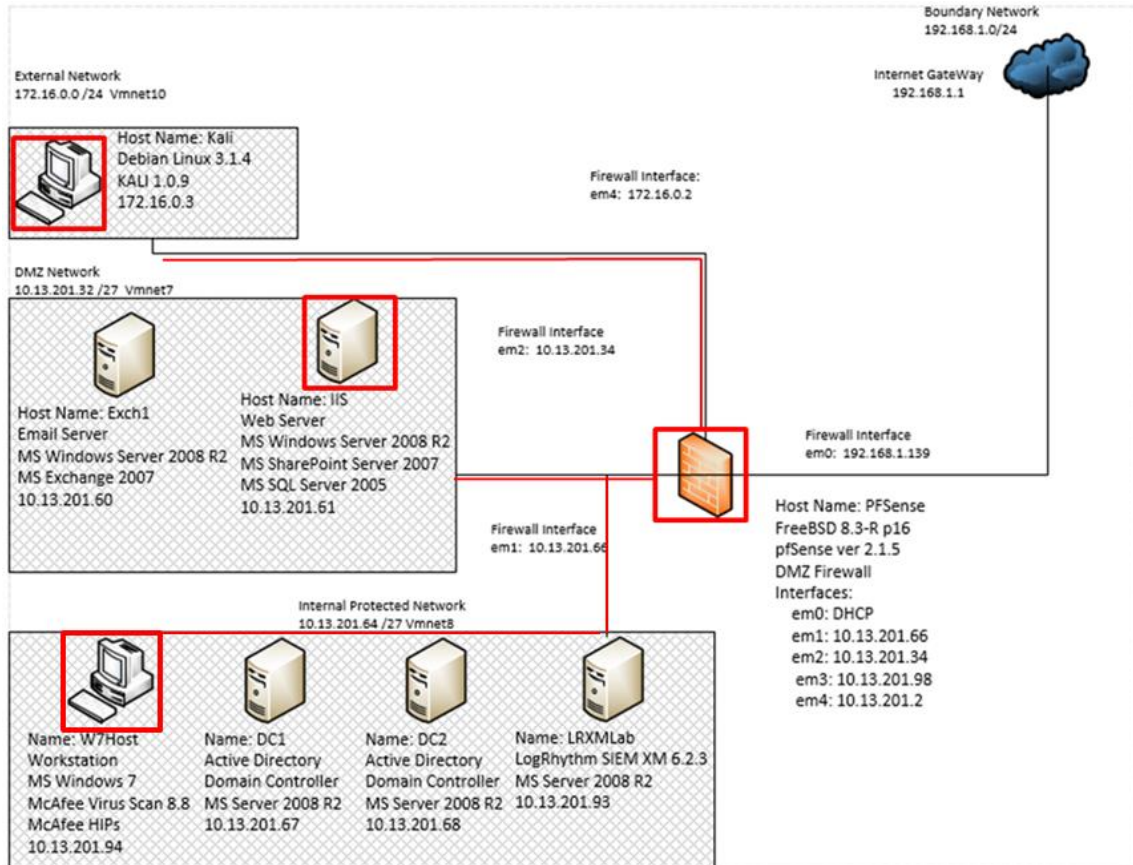 Boundary Network
192.168.1.0/24
Internet GateWay
192.168.1.1
External Network
172.16.0.0 /24 Vmnet10
Host Name: Kali
Debian Linux 3.1.4
KALI 1.0.9
172.16.0.3
Firewall Interface:
em4: 172.16.0.2
DMZ Network
10.13.201.32 /27 Vmnet7
Host Name: Exch1
Email Server
MS Windows Server 2008 R2
MS Exchange 2007
10.13.201.60
Host Name: IIS
Web Server
MS Windows Server 2008 R2
MS SharePoint Server 2007
MS SQL Server 2005
10.13.201.61
Firewall Interface
em2: 10.13.201.34
Firewall Interface
em0: 192.168.1.139
Firewall Interface
em1: 10.13.201.66
Host Name: PFSense
FreeBSD 8.3-R p16
pfSense ver 2.1.5
DMZ Firewall
Interfaces:
em0: DHCP
em1: 10.13.201.66
em2: 10.13.201.34
em3: 10.13.201.98
em4: 10.13.201.2
Internal Protected Network
10.13.201.64 /27 Vmnet8
Name: W7Host
Workstation
MS Windows 7
McAfee Virus Scan 8.8
McAfee HIPs
10.13.201.94
Name: DC1
Active Directory
Domain Controller
MS Server 2008 R2
10.13.201.67
Name: DC2
Active Directory
Domain Controller
MS Server 2008 R2
10.13.201.68
Name: LRXMLab
LogRhythm SIEM XM 6.2.3
MS Server 2008 R2
10.13.201.93